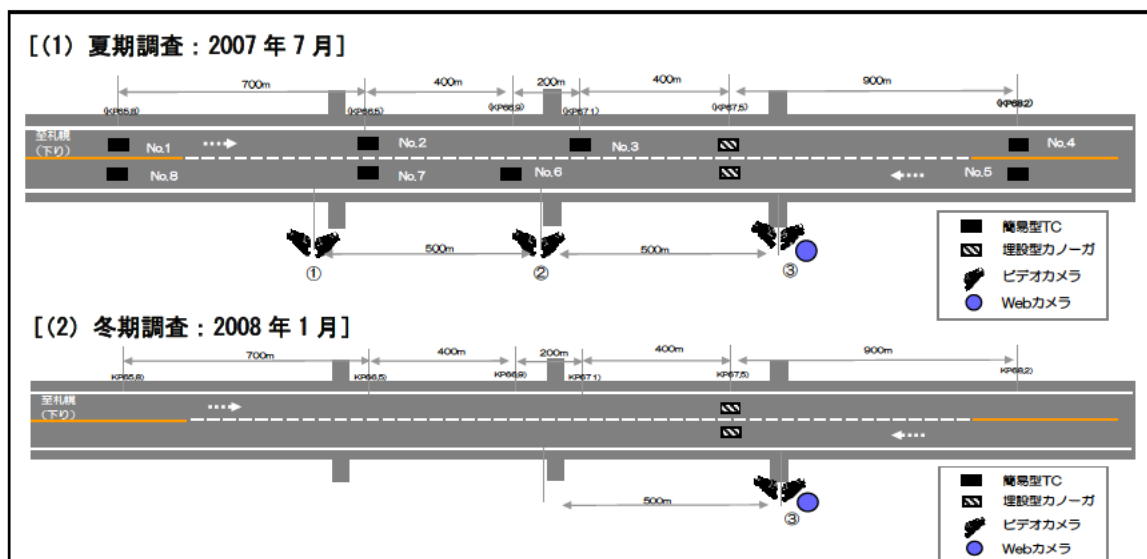 [(1) 夏期調査：2007 年 7 月]
700m 400m 200m 400m 900m
(KP65.8) (KP66.5) (KP66.9) (KP67.1) (KP67.5) (KP68.2)
至札幌
(下り)
No.1 No.2 No.3 No.4
No.8 No.7 No.6 No.5
500m 500m
① ② ③
簡易型TC
埋設型カノーガ
ビデオカメラ
Webカメラ
[(2) 冬期調査：2008 年 1 月]
700m 400m 200m 400m 900m
KP65.8) KP66.5) KP66.9) KP67.1) KP67.5) KP68.2)
至札幌
(下り)
500m
③
簡易型TC
埋設型カノーガ
ビデオカメラ
Webカメラ